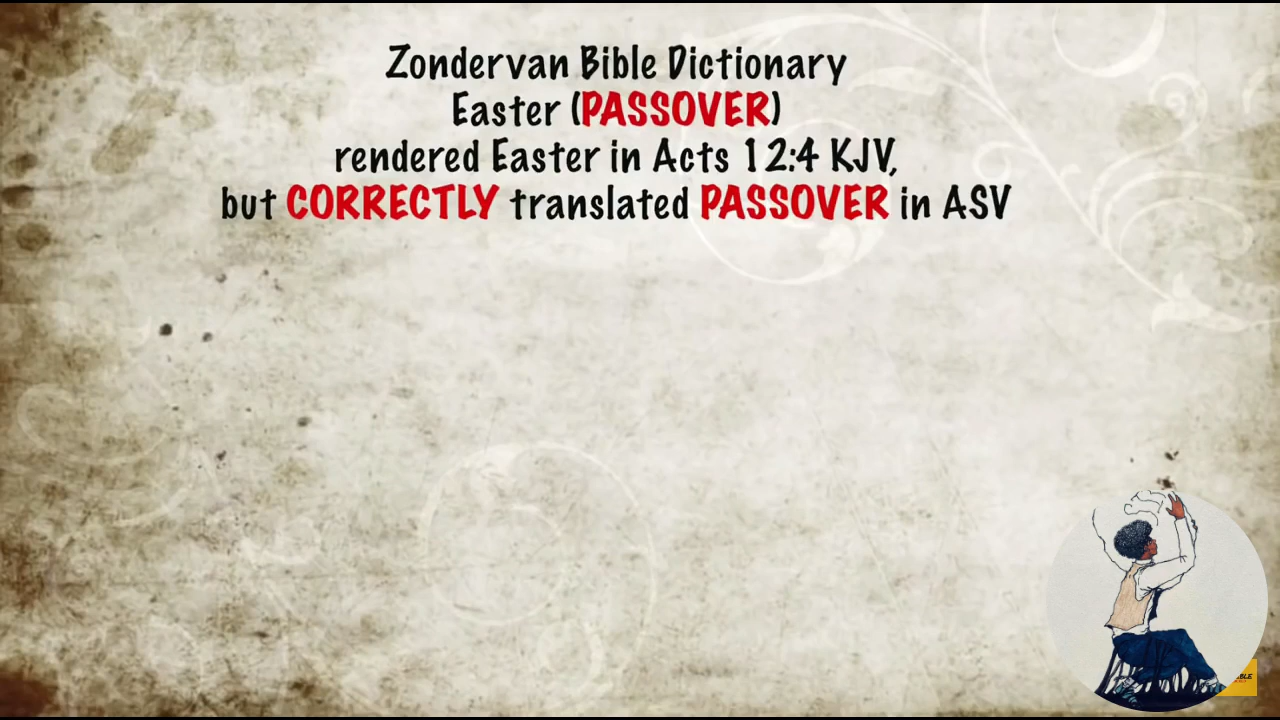 Zondervan Bible Dictionary
Easter (PASSOVER)
rendered Easter in Acts 12:4 KJV,
but CORRECTLY translated PASSOVER in ASV